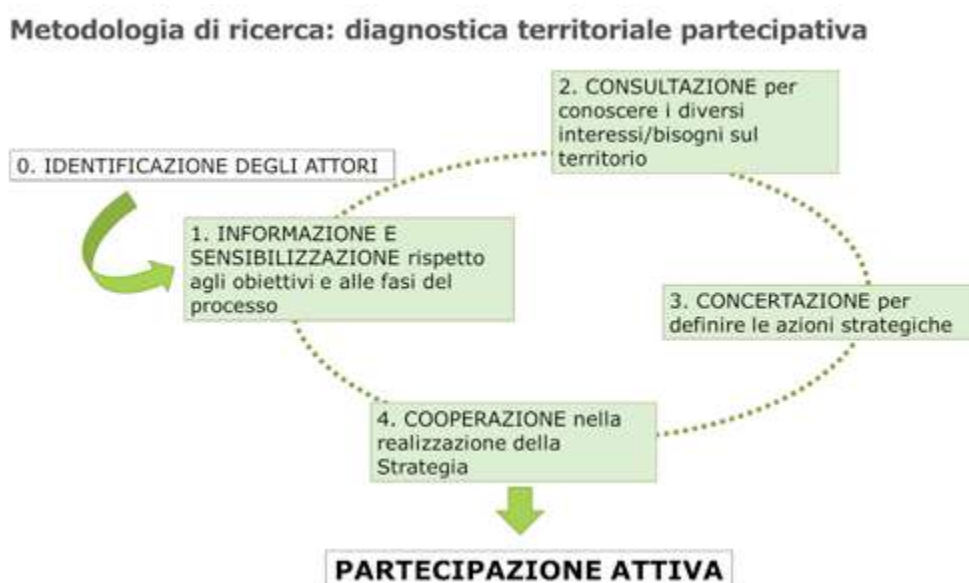 Metodologia di ricerca: diagnostica territoriale partecipativa
0. IDENTIFICAZIONE DEGLI ATTORI
1. INFORMAZIONE E
SENSIBILIZZAZIONE rispetto
agli obiettivi e alle fasi del
processo
2. CONSULTAZIONE per
conoscere i diversi
interessi/bisogni sul
territorio
3. CONCERTAZIONE per
definire le azioni strategiche
4. COOPERAZIONE nella
realizzazione della
Strategia
PARTECIPAZIONE ATTIVA